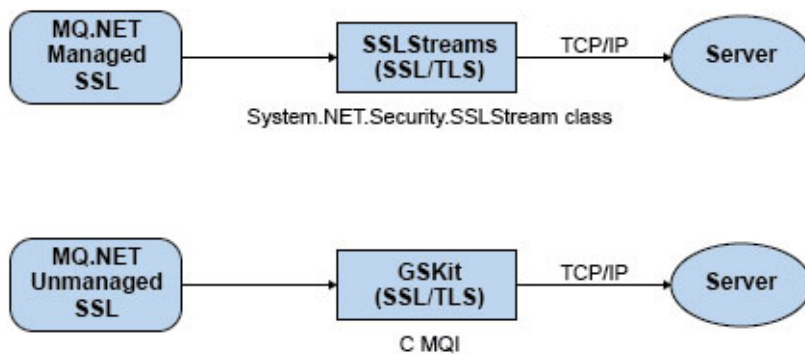 MQ.NET
Managed
SSL
SSLStreams
(SSL/TLS)
TCP/IP
Server
System.NET.Security.SSLStream class
MQ.NET
Unmanaged
SSL
GSKit
(SSL/TLS)
TCP/IP
Server
C MQI